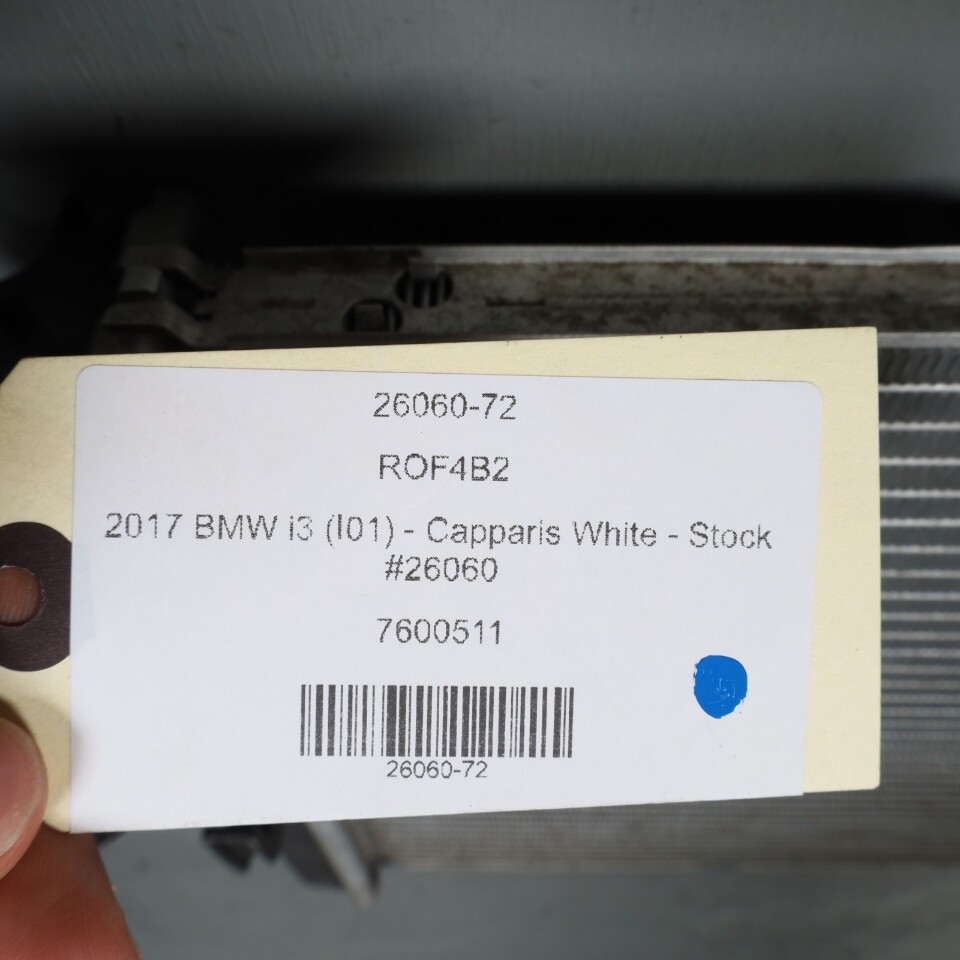 26060-72
ROF4B2
2017 BMW i3 (I01) - Capparis White - Stock
#26060
7600511
26060-72